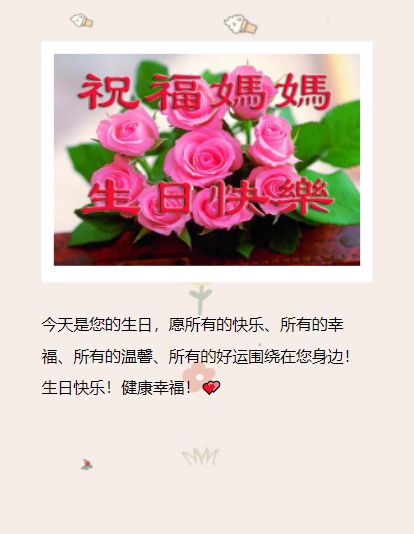 祝福媽媽
生日快樂
今天是您的生日，愿所有的快乐、所有的幸
福、所有的温馨、所有的好运围绕在您身边！
生日快乐！健康幸福！💕